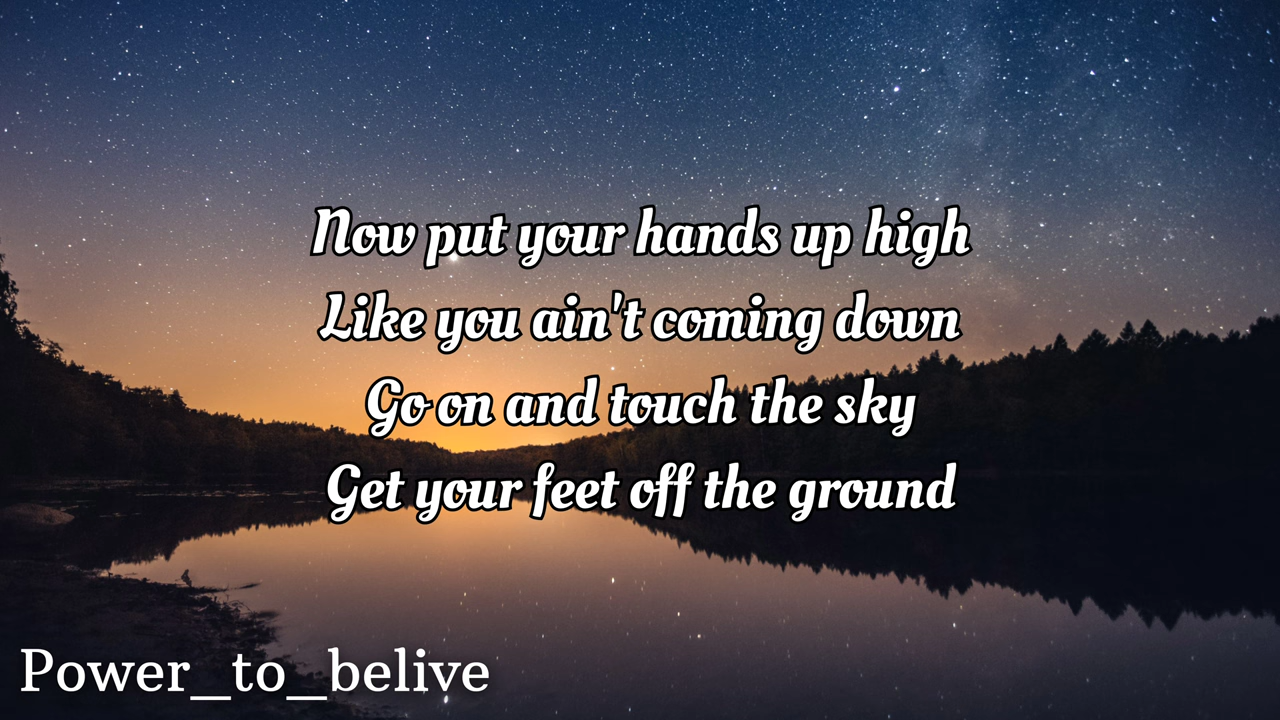 Now put your hands up high
Like you ain't coming down
Go on and touch the sky
Get your feet off the ground
Power_to_belive